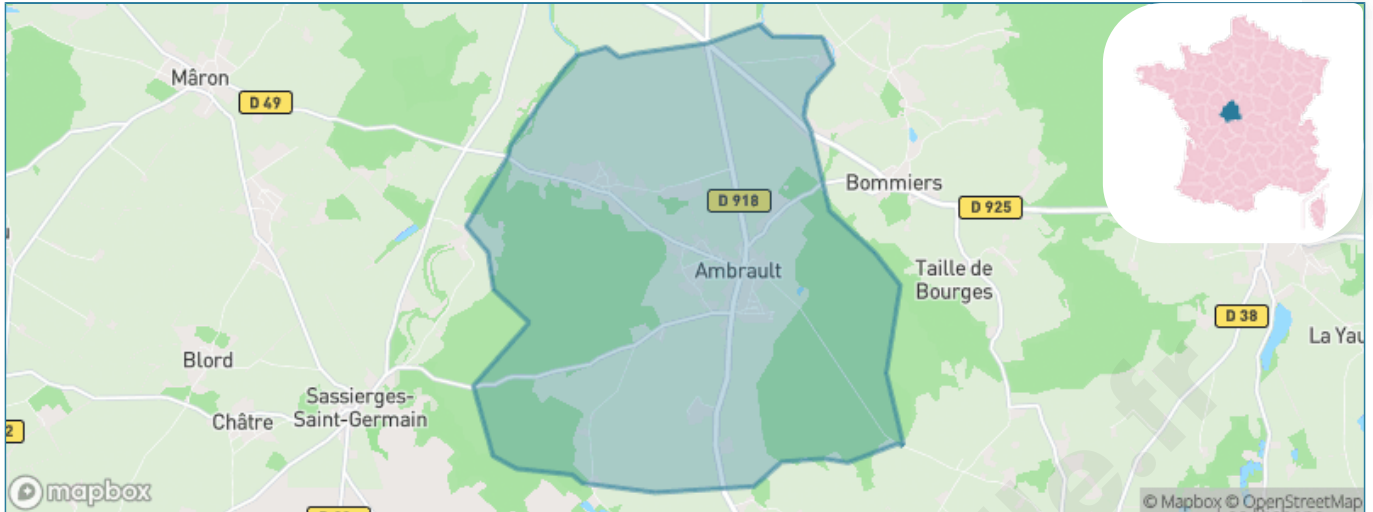 Mâron
D 49
Bommiers
D 918
D 925
Ambrault
Taille de
Bourges
D 38
La Yau
Blord
Sassierges-
Saint-Germain
Châtre
2
mapbox
© Mapbox © OpenStreetMap